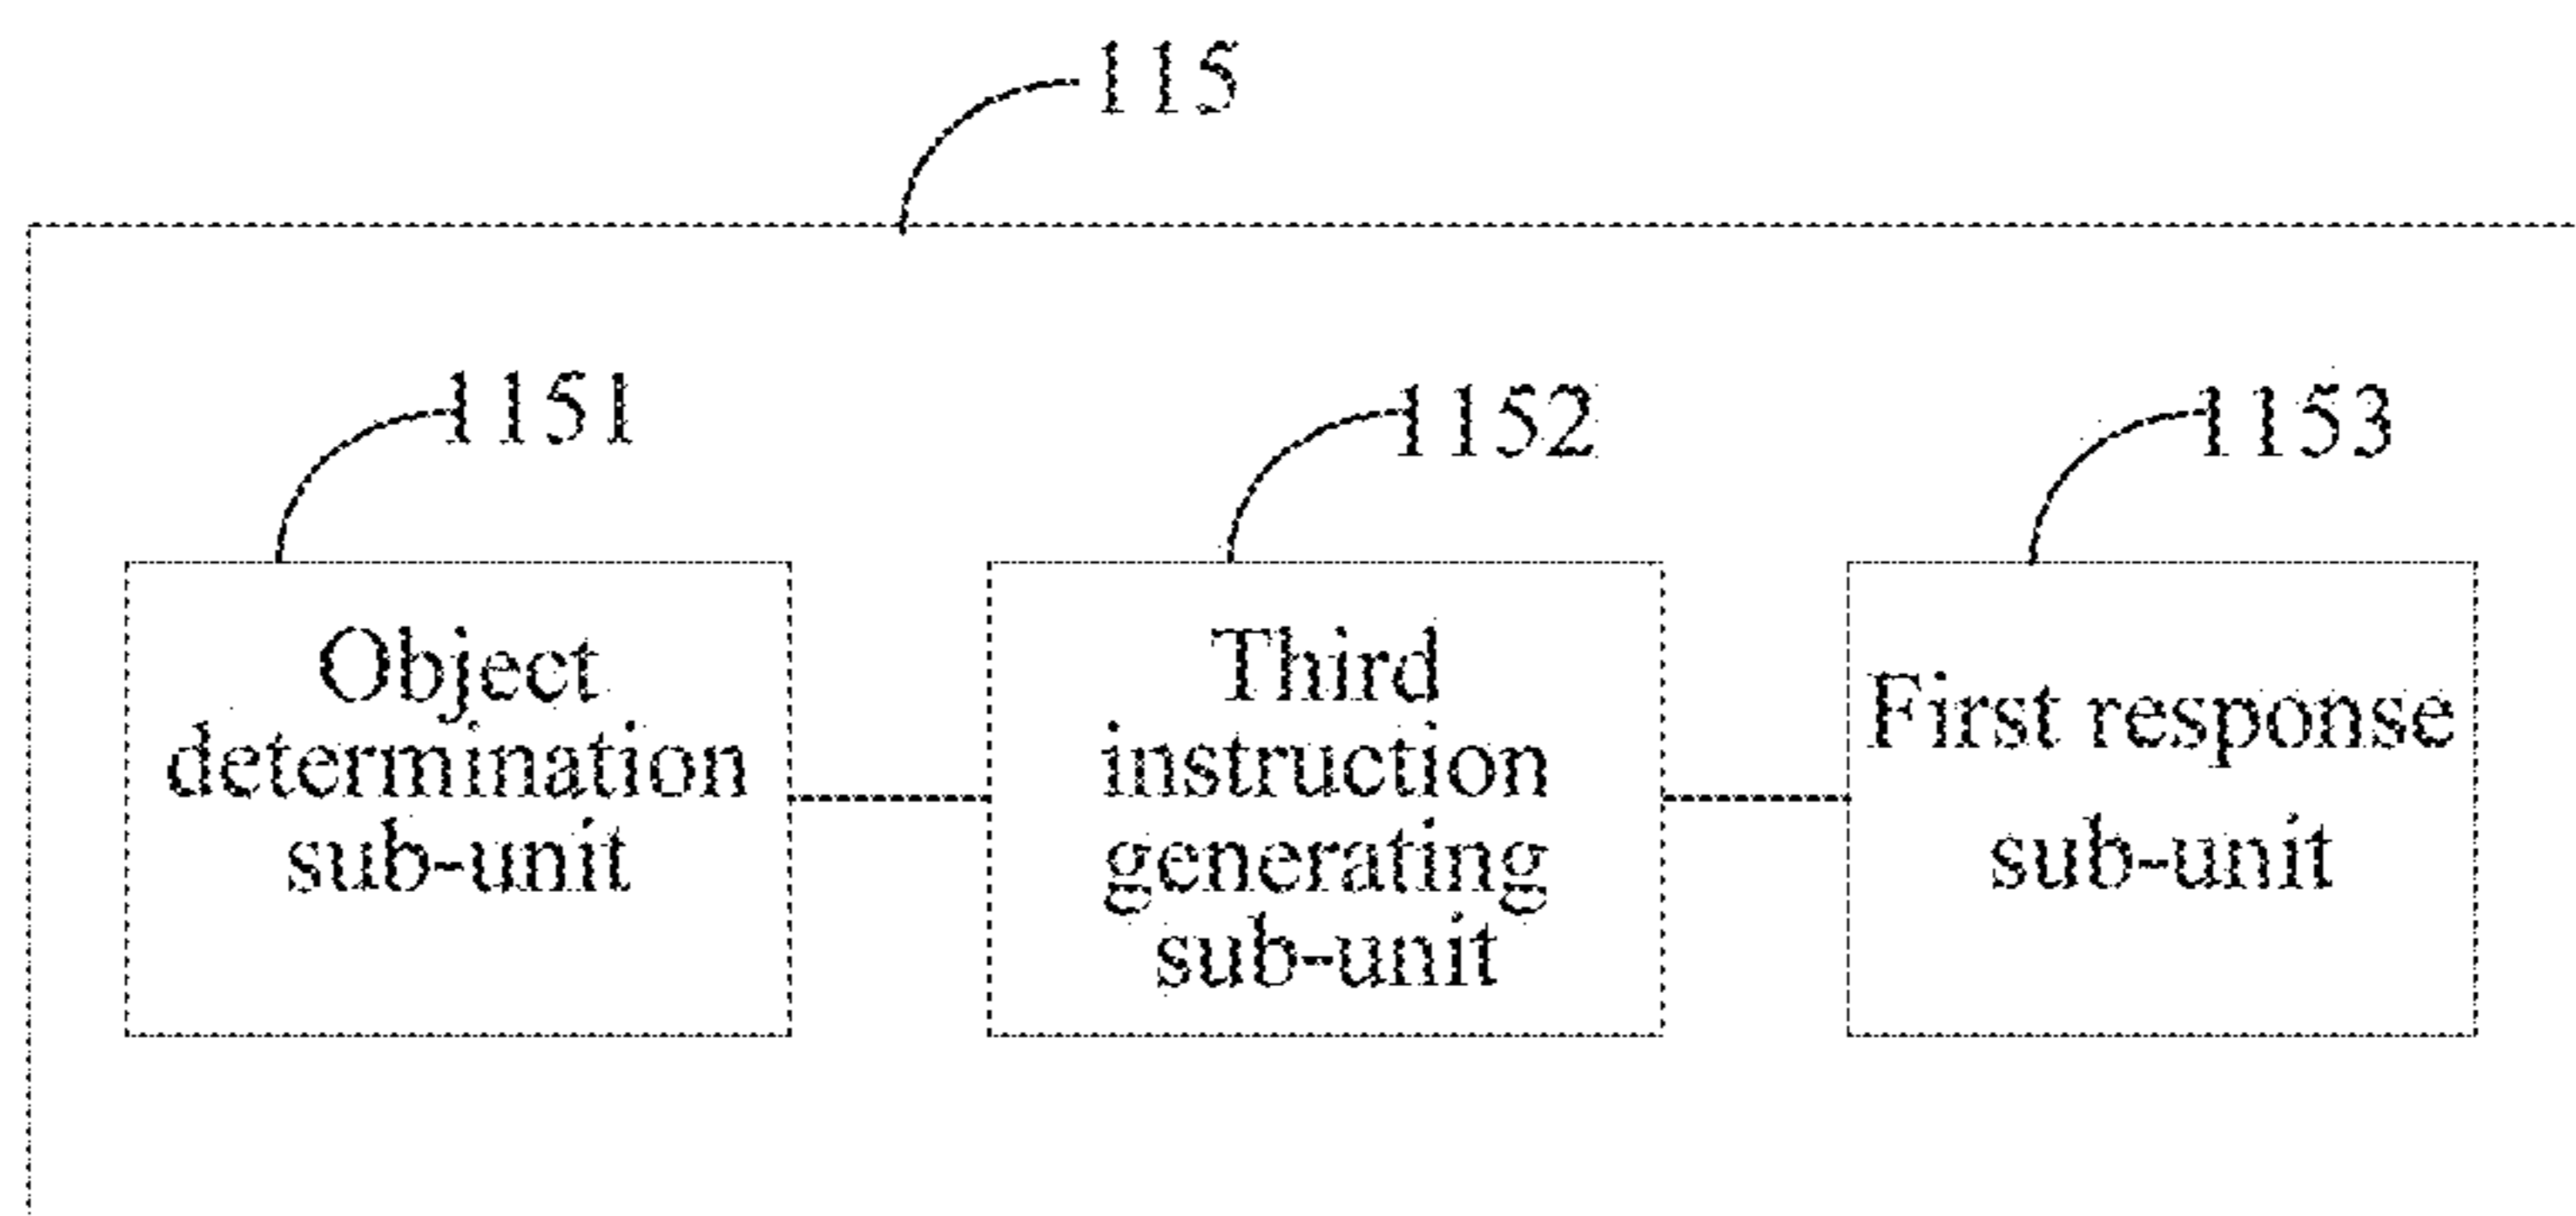 115
1151
1152
1153
Object
determination
sub-unit
Third
instruction
generating
sub-unit
First response
sub-unit